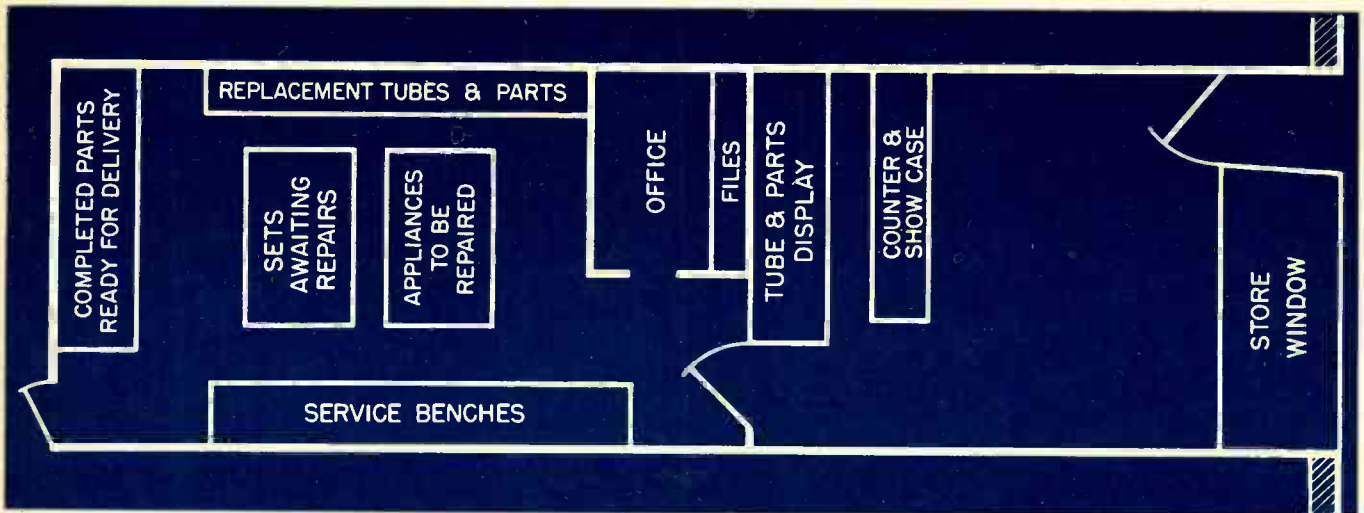 COMPLETED PARTS
READY FOR DELIVERY
REPLACEMENT TUBES & PARTS
SETS
AWAITING
REPAIRS
APPLIANCES
TO BE
REPAIRED
SERVICE BENCHES
OFFICE
FILES
TUBE & PARTS
DISPLAY
COUNTER &
SHOW CASE
STORE
WINDOW